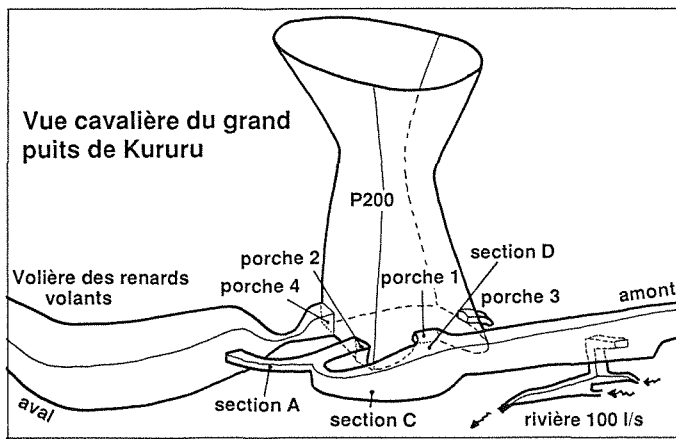 Vue cavalière du grand
puits de Kururu
P200
porche 2
section D
Volière des renards
volants
porche 4
porche 1
porche 3
amont
aval
section A
section C
rivière 100 l/s